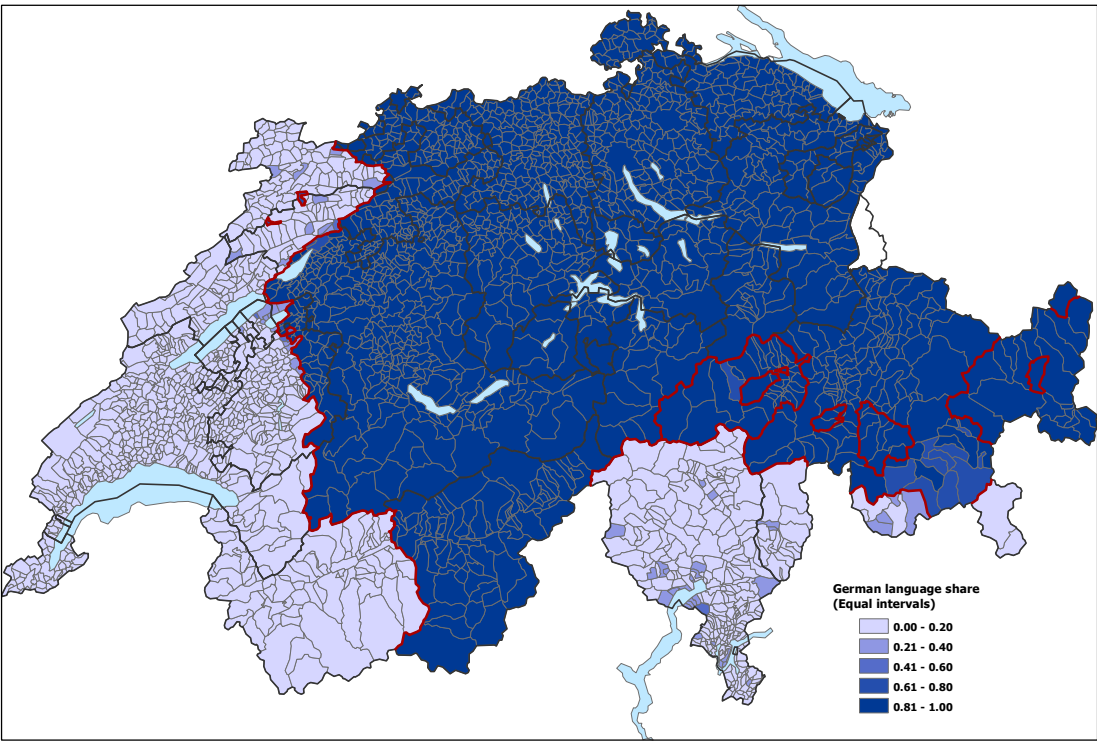 German language share
(Equal intervals)
0.00 - 0.20
0.21 - 0.40
0.41 - 0.60
0.61 - 0.80
0.81 - 1.00